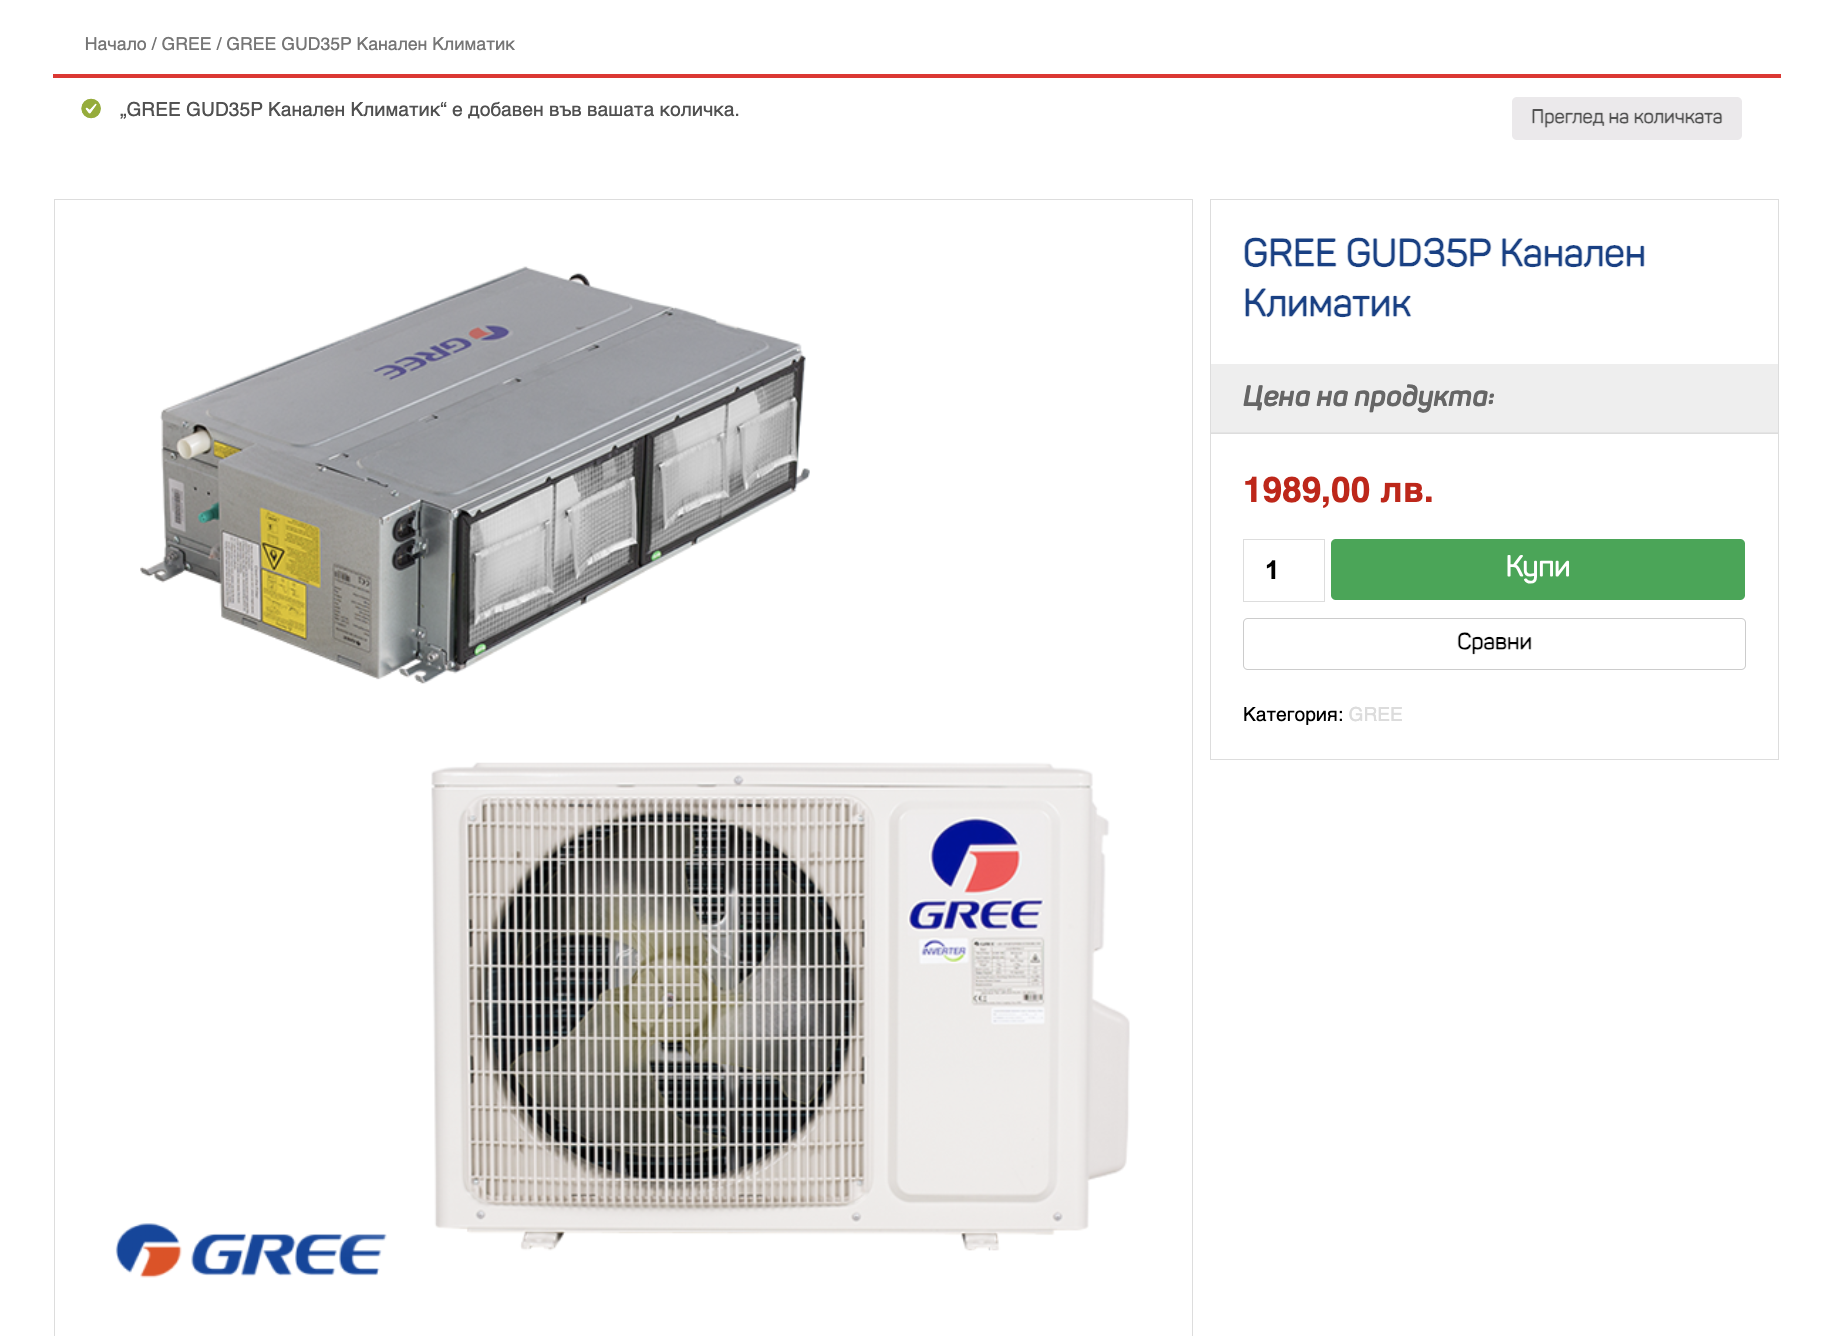 Начало / GREE / GREE GUD35P Канален Климатик
„GREE GUD35P Канален Климатик“ е добавен във вашата количка.
Преглед на количката
GREE
GREE GUD35P Канален
Климатик
Цена на продукта:
1989,00 лв.
1
Купи
Сравни
Категория: GREE
GREE
INVERTER
GREE